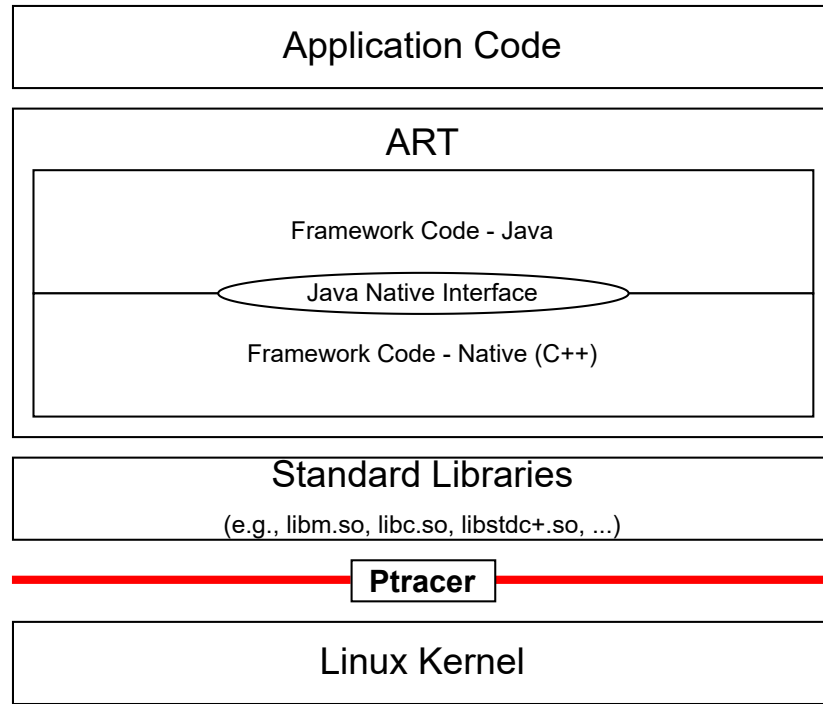 Application Code
ART
Framework Code - Java
Java Native Interface
Framework Code - Native (C++)
Standard Libraries
(e.g., libm.so, libc.so, libstdc+.so, ...)
Ptracer
Linux Kernel